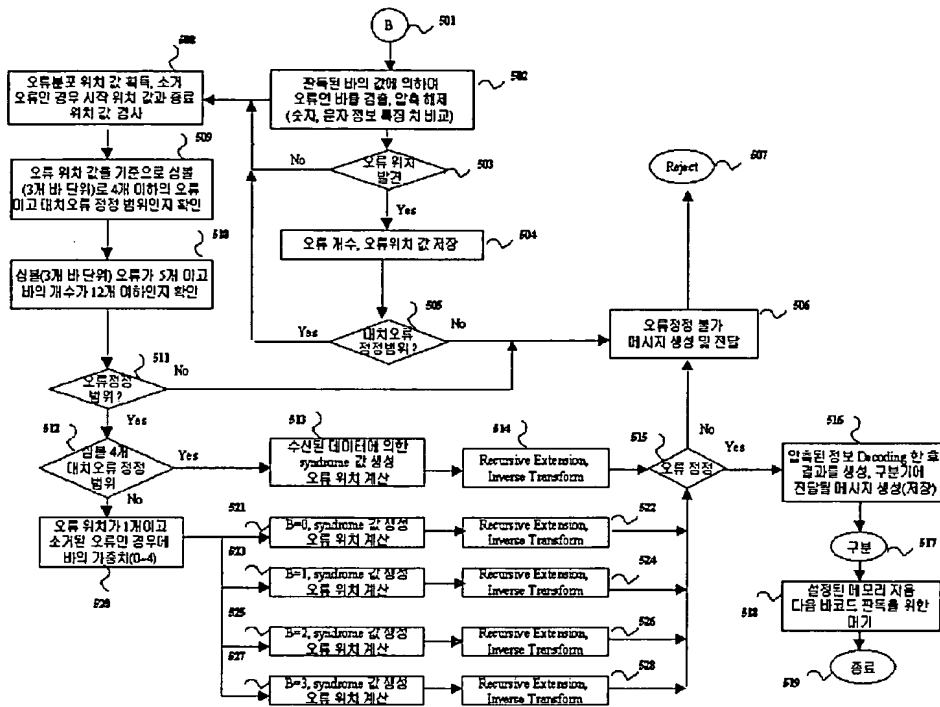 B
501
502
판독된 바의 값에 의하여
오류인 바를 검출, 압축 해제
(숫자, 문자 정보 특징 치 비교)
508
오류분포 위치 값 획득, 소거
오류인 경우 시작 위치 값과 종료
위치 값 검사
No
오류 위치
발견
503
Yes
507
Reject
509
오류 위치 값을 기준으로 심볼
(3개 바 단위)로 4개 이하의 오류
이고 대치오류 정정 범위인지 확인
오류 개수, 오류위치 값 저장
504
510
심볼(3개 바 단위) 오류가 5개 이고
바의 개수가 12개 이하인지 확인
505
Yes
대치오류
정정범위?
No
506
오류정정 불가
메시지 생성 및 전달
511
오류정정
범위?
No
Yes
512
심볼 4개
대치오류 정정
범위
Yes
No
513
수신된 데이터에 의한
syndrome 값 생성
오류 위치 계산
514
Recursive Extension,
Inverse Transform
515
오류 정정
No
Yes
516
압축된 정보 Decoding 한 후
결과를 생성, 구분기에
전달될 메시지 생성(저장)
오류 위치가 1개이고
소거된 오류인 경우에
바의 가중치(0~4)
520
521
B=0, syndrome 값 생성
오류 위치 계산
522
Recursive Extension,
Inverse Transform
구분
517
523
B=1, syndrome 값 생성
오류 위치 계산
524
Recursive Extension,
Inverse Transform
518
설정된 메모리 지움
다음 바코드 판독을 위한
대기
525
B=2, syndrome 값 생성
오류 위치 계산
526
Recursive Extension,
Inverse Transform
527
B=3, syndrome 값 생성
오류 위치 계산
528
Recursive Extension,
Inverse Transform
종료
519